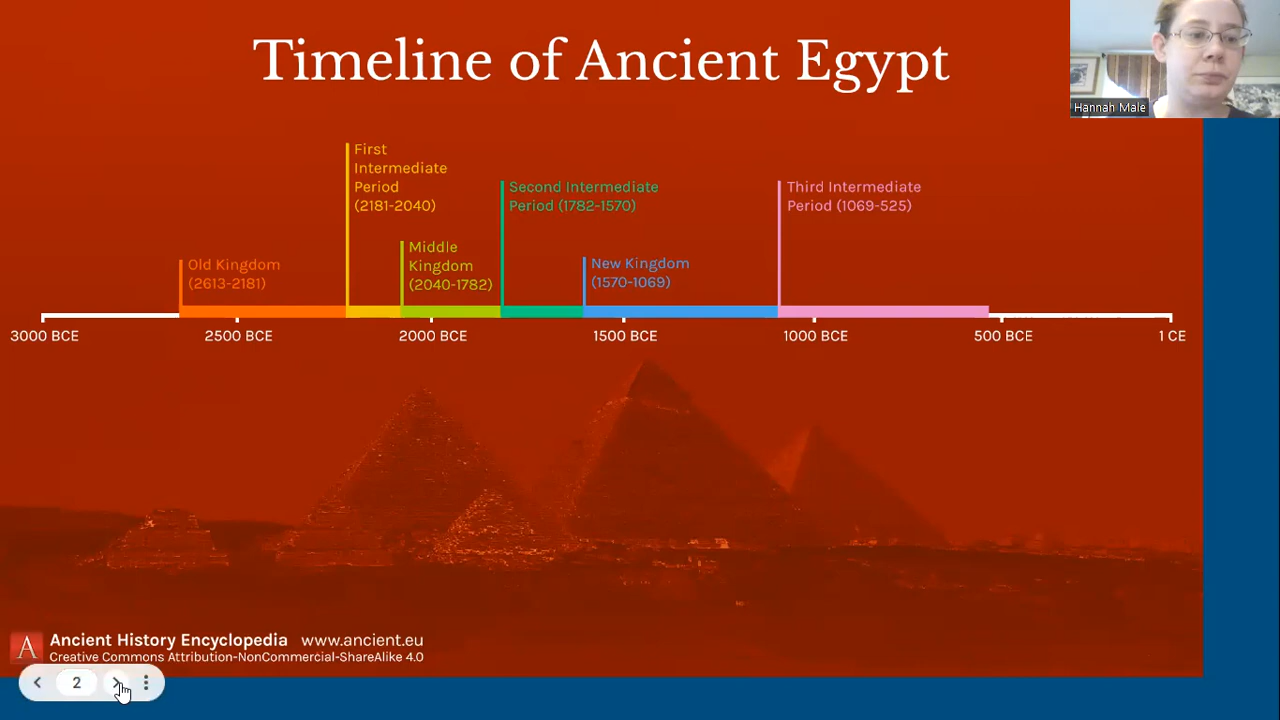 Timeline of Ancient Egypt
Hannah Male
First
Intermediate
Period
(2181-2040)
Second Intermediate
Period (1782-1570)
Third Intermediate
Period (1069-525)
Old Kingdom
(2613-2181)
Middle
Kingdom
(2040-1782)
New Kingdom
(1570-1069)
3000 BCE 2500 BCE 2000 BCE 1500 BCE 1000 BCE 500 BCE 1 CE
A Ancient History Encyclopedia www.ancient.eu
Creative Commons Attribution-NonCommercial-ShareAlike 4.0
2